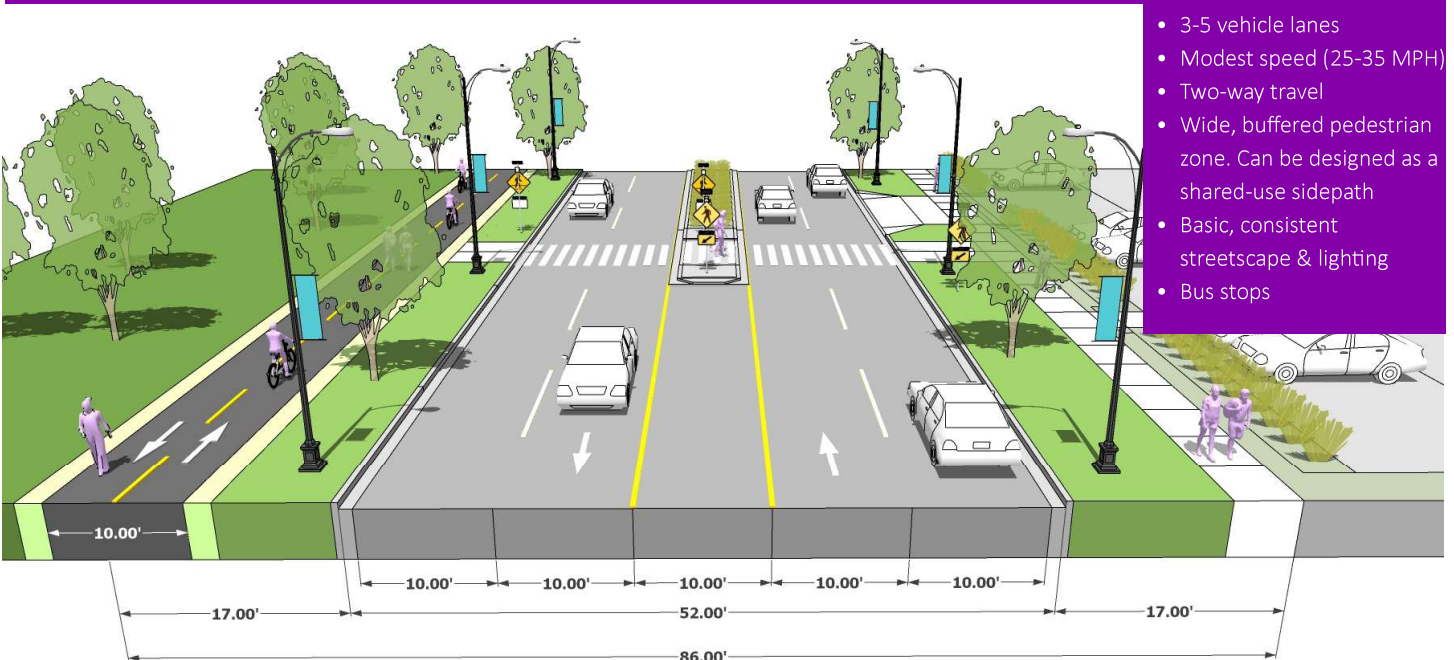 • 3-5 vehicle lanes
• Modest speed (25-35 MPH)
• Two-way travel
• Wide, buffered pedestrian
zone. Can be designed as a
shared-use sidepath
• Basic, consistent
streetscape & lighting
• Bus stops
10.00'
10.00' 10.00' 10.00' 10.00' 10.00'
17.00' 52.00' 17.00'
86.00'